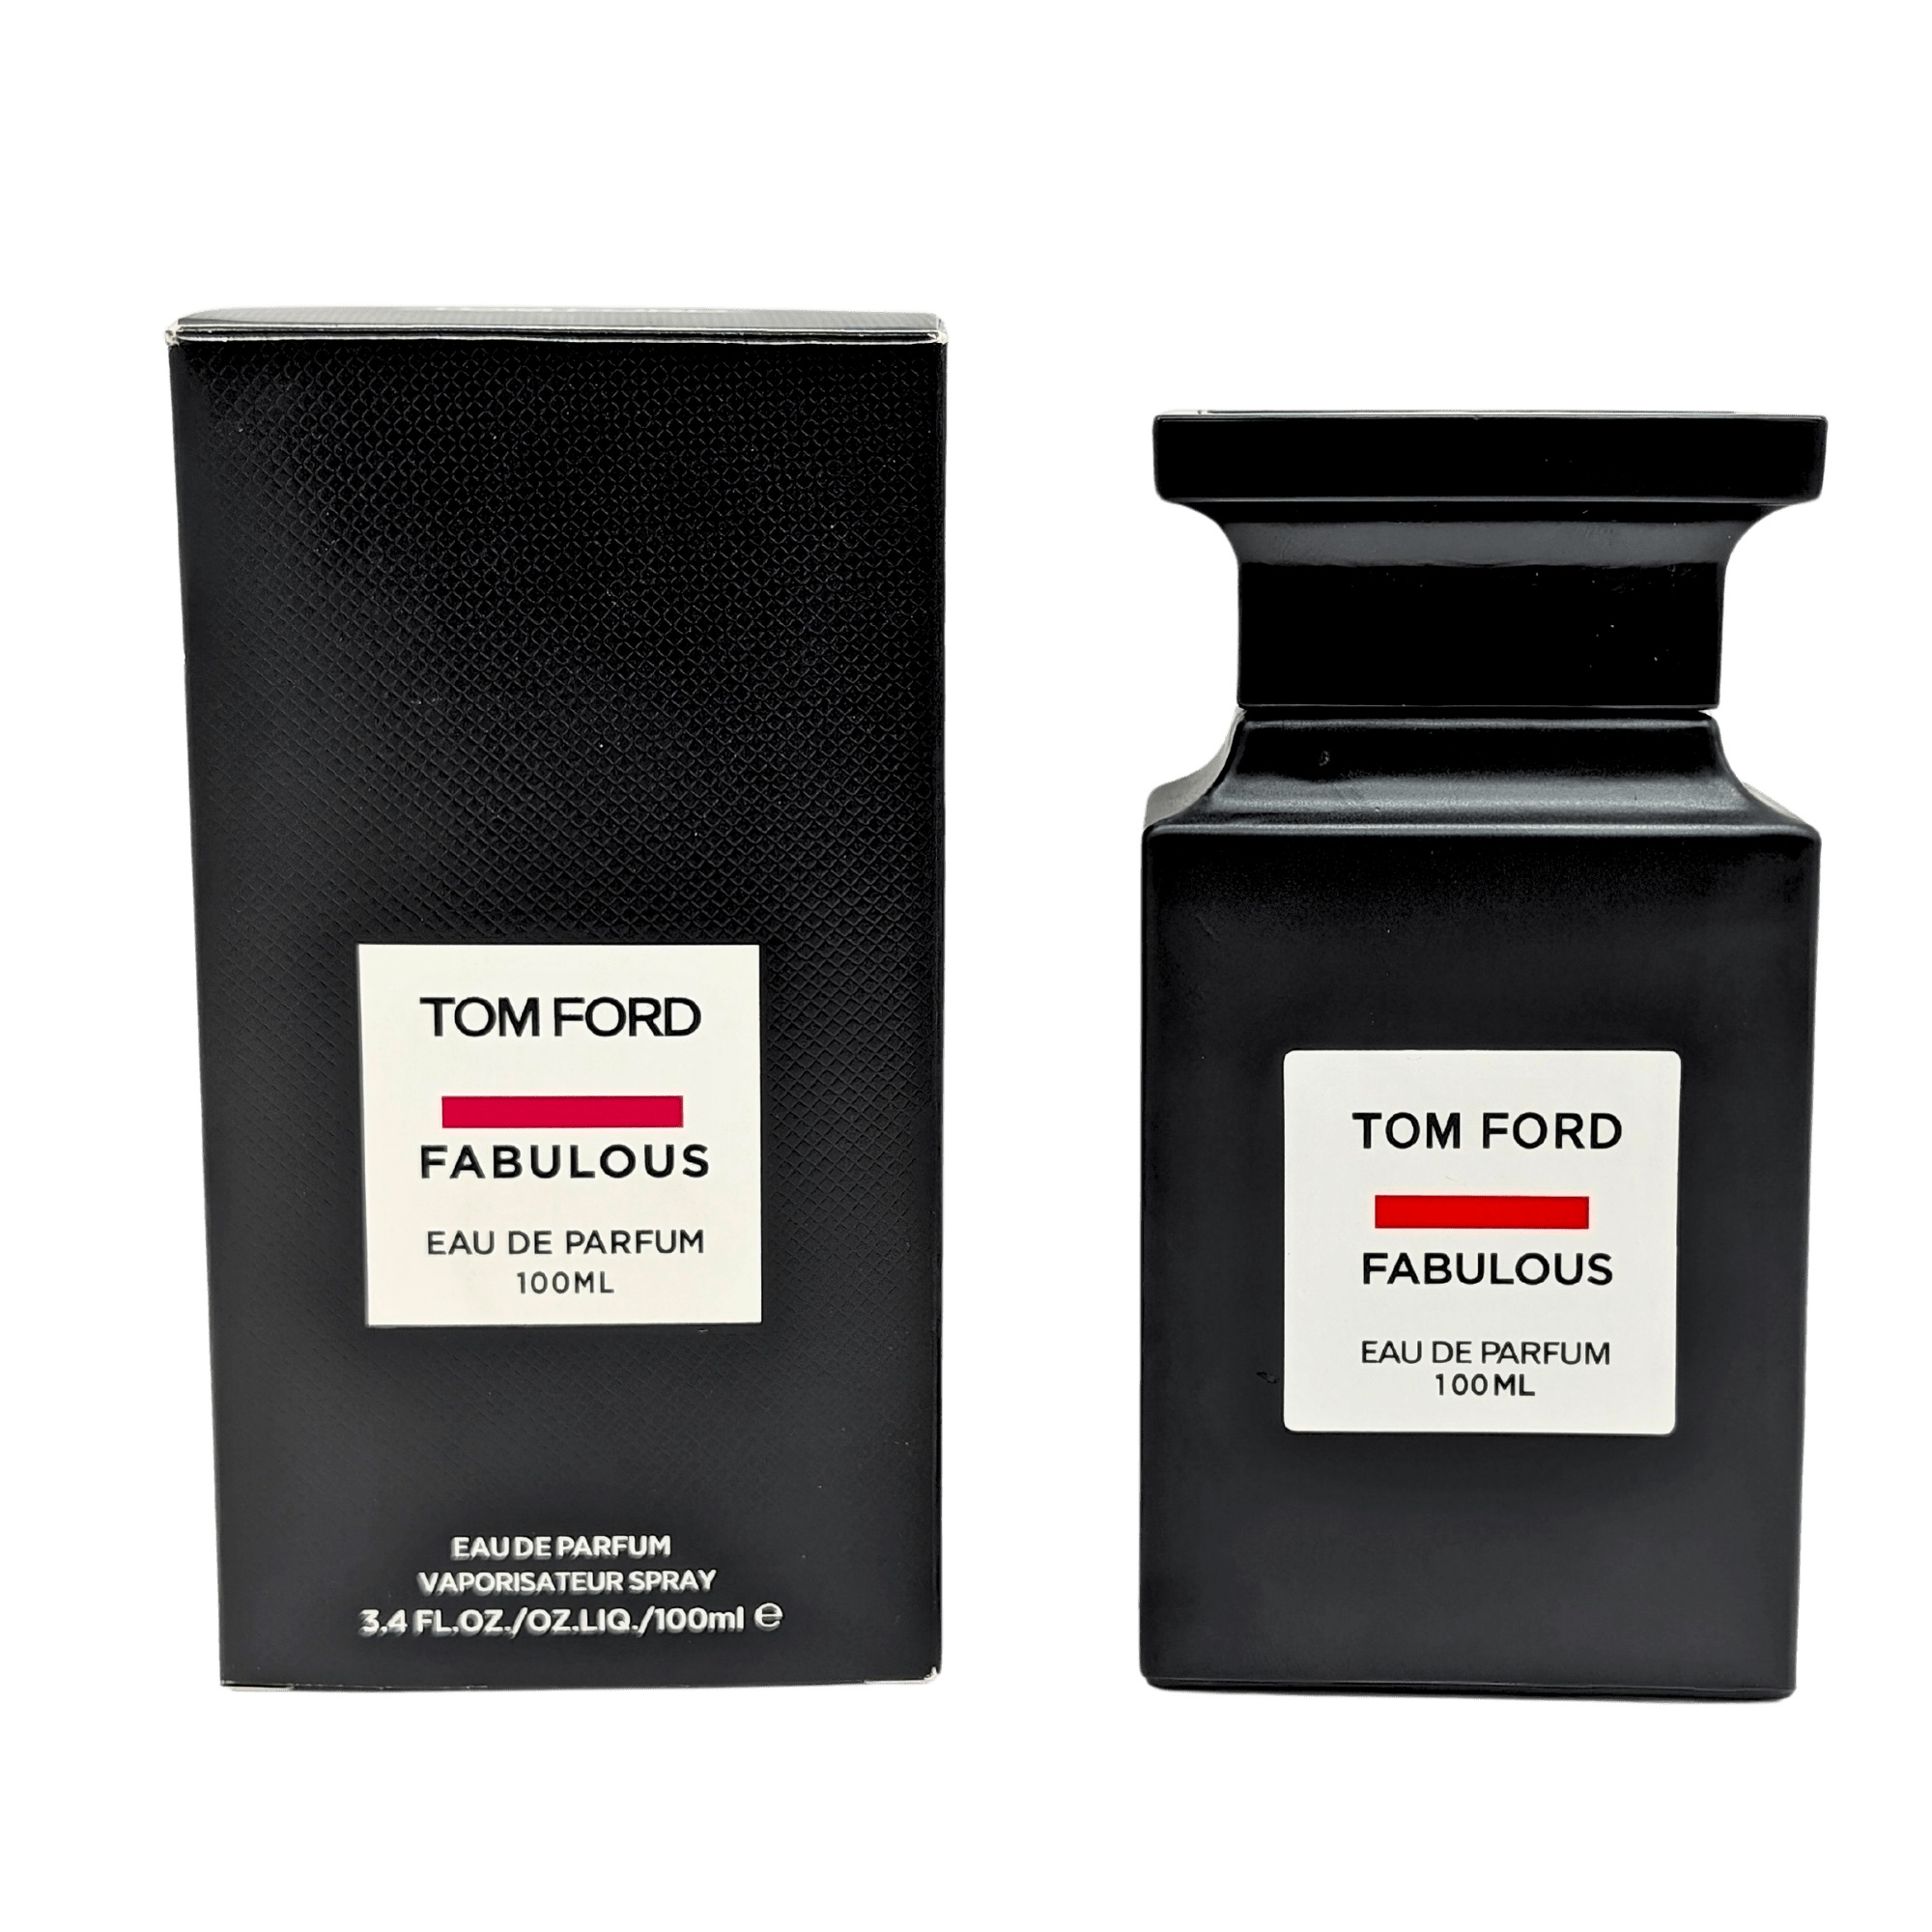 TOM FORD
FABULOUS
EAU DE PARFUM
100ML
EAU DE PARFUM
VAPORISATEUR SPRAY
3.4 FL.OZ./OZ.LIQ./100ml ℮
TOM FORD
FABULOUS
EAU DE PARFUM
100ML